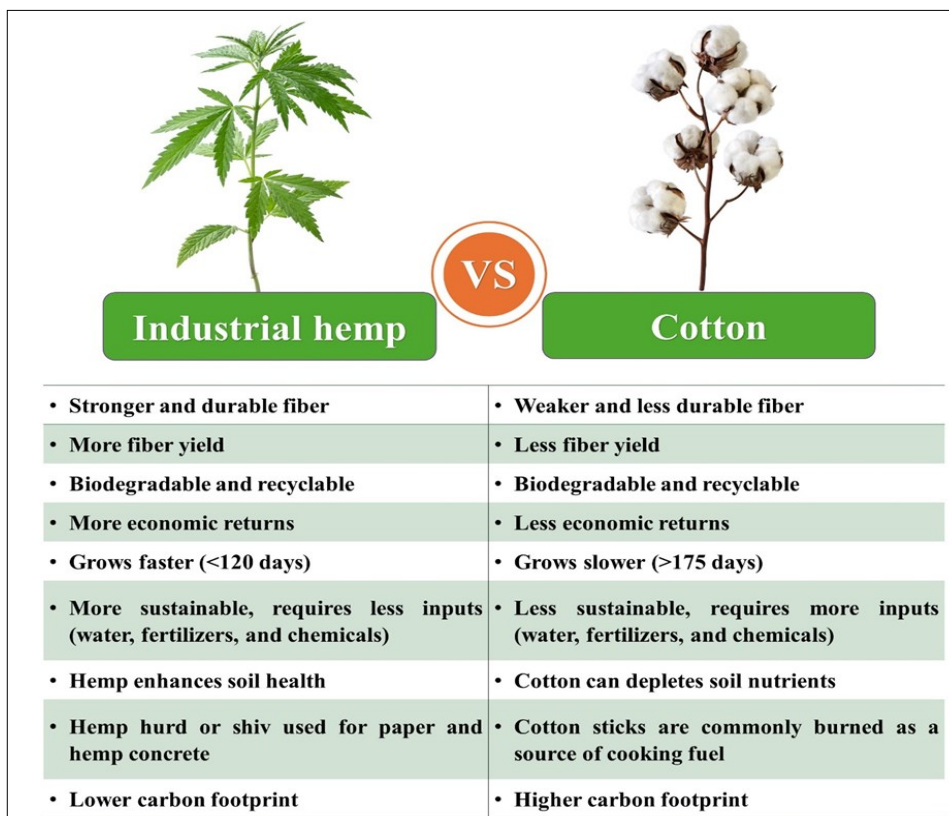 VS
Industrial hemp
Cotton
• Stronger and durable fiber
• Weaker and less durable fiber
• More fiber yield
• Less fiber yield
• Biodegradable and recyclable
• Biodegradable and recyclable
• More economic returns
• Less economic returns
• Grows faster (<120 days)
• Grows slower (>175 days)
• More sustainable, requires less inputs
(water, fertilizers, and chemicals)
• Less sustainable, requires more inputs
(water, fertilizers, and chemicals)
• Hemp enhances soil health
• Cotton can depletes soil nutrients
• Hemp hurd or shiv used for paper and
hemp concrete
• Cotton sticks are commonly burned as a
source of cooking fuel
• Lower carbon footprint
• Higher carbon footprint